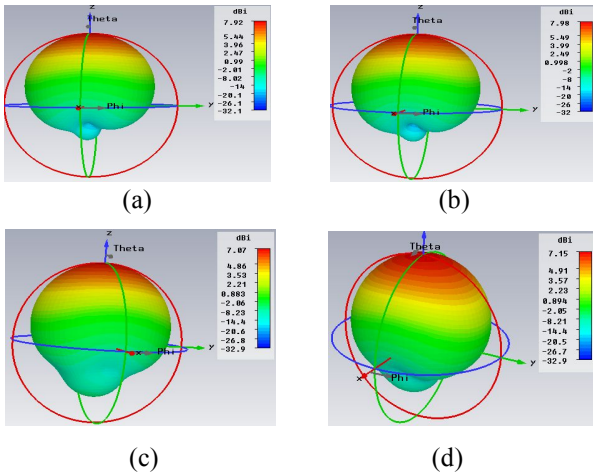 z
Theta
Phi
x
y
dBi
7.92
5.44
3.96
2.47
0.99
-2.01
-8.02
-14
-20.1
-26.1
-32.1
(a)
z
Theta
Phi
x
y
dBi
7.98
5.49
2.49
0.998
-2
-8
-14
-20
-26
-32
(b)
z
Theta
x
Phi
y
dBi
7.07
4.86
3.53
2.21
0.883
-2.06
-8.23
-14.4
-20.6
-26.8
-32.9
(c)
Theta
x
Phi
y
dBi
7.15
4.91
3.57
2.23
0.894
-2.05
-8.21
-14.4
-20.5
-26.7
-32.9
(d)